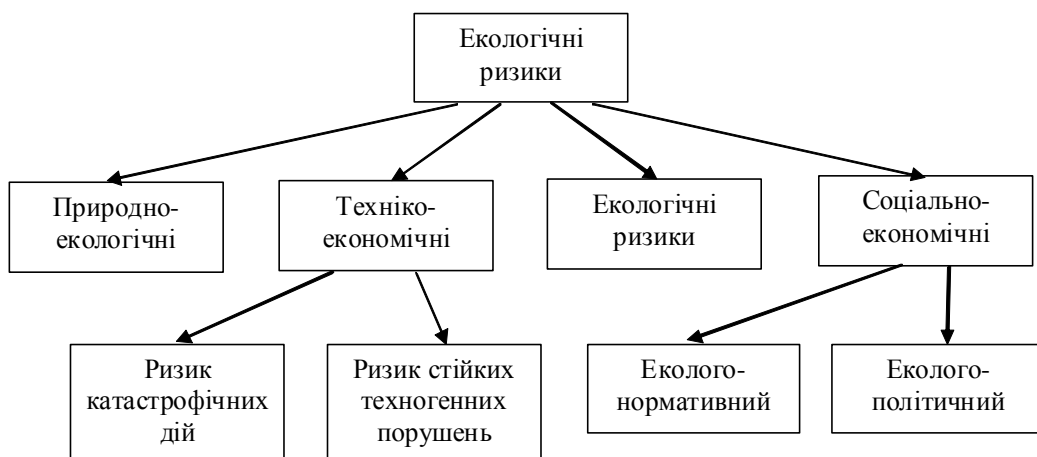 Екологічні
ризики
Природно-
екологічні
Техніко-
економічні
Екологічні
ризики
Соціально-
економічні
Ризик
катастрофічних
дій
Ризик стійких
техногенних
порушень
Еколого-
нормативний
Еколого-
політичний